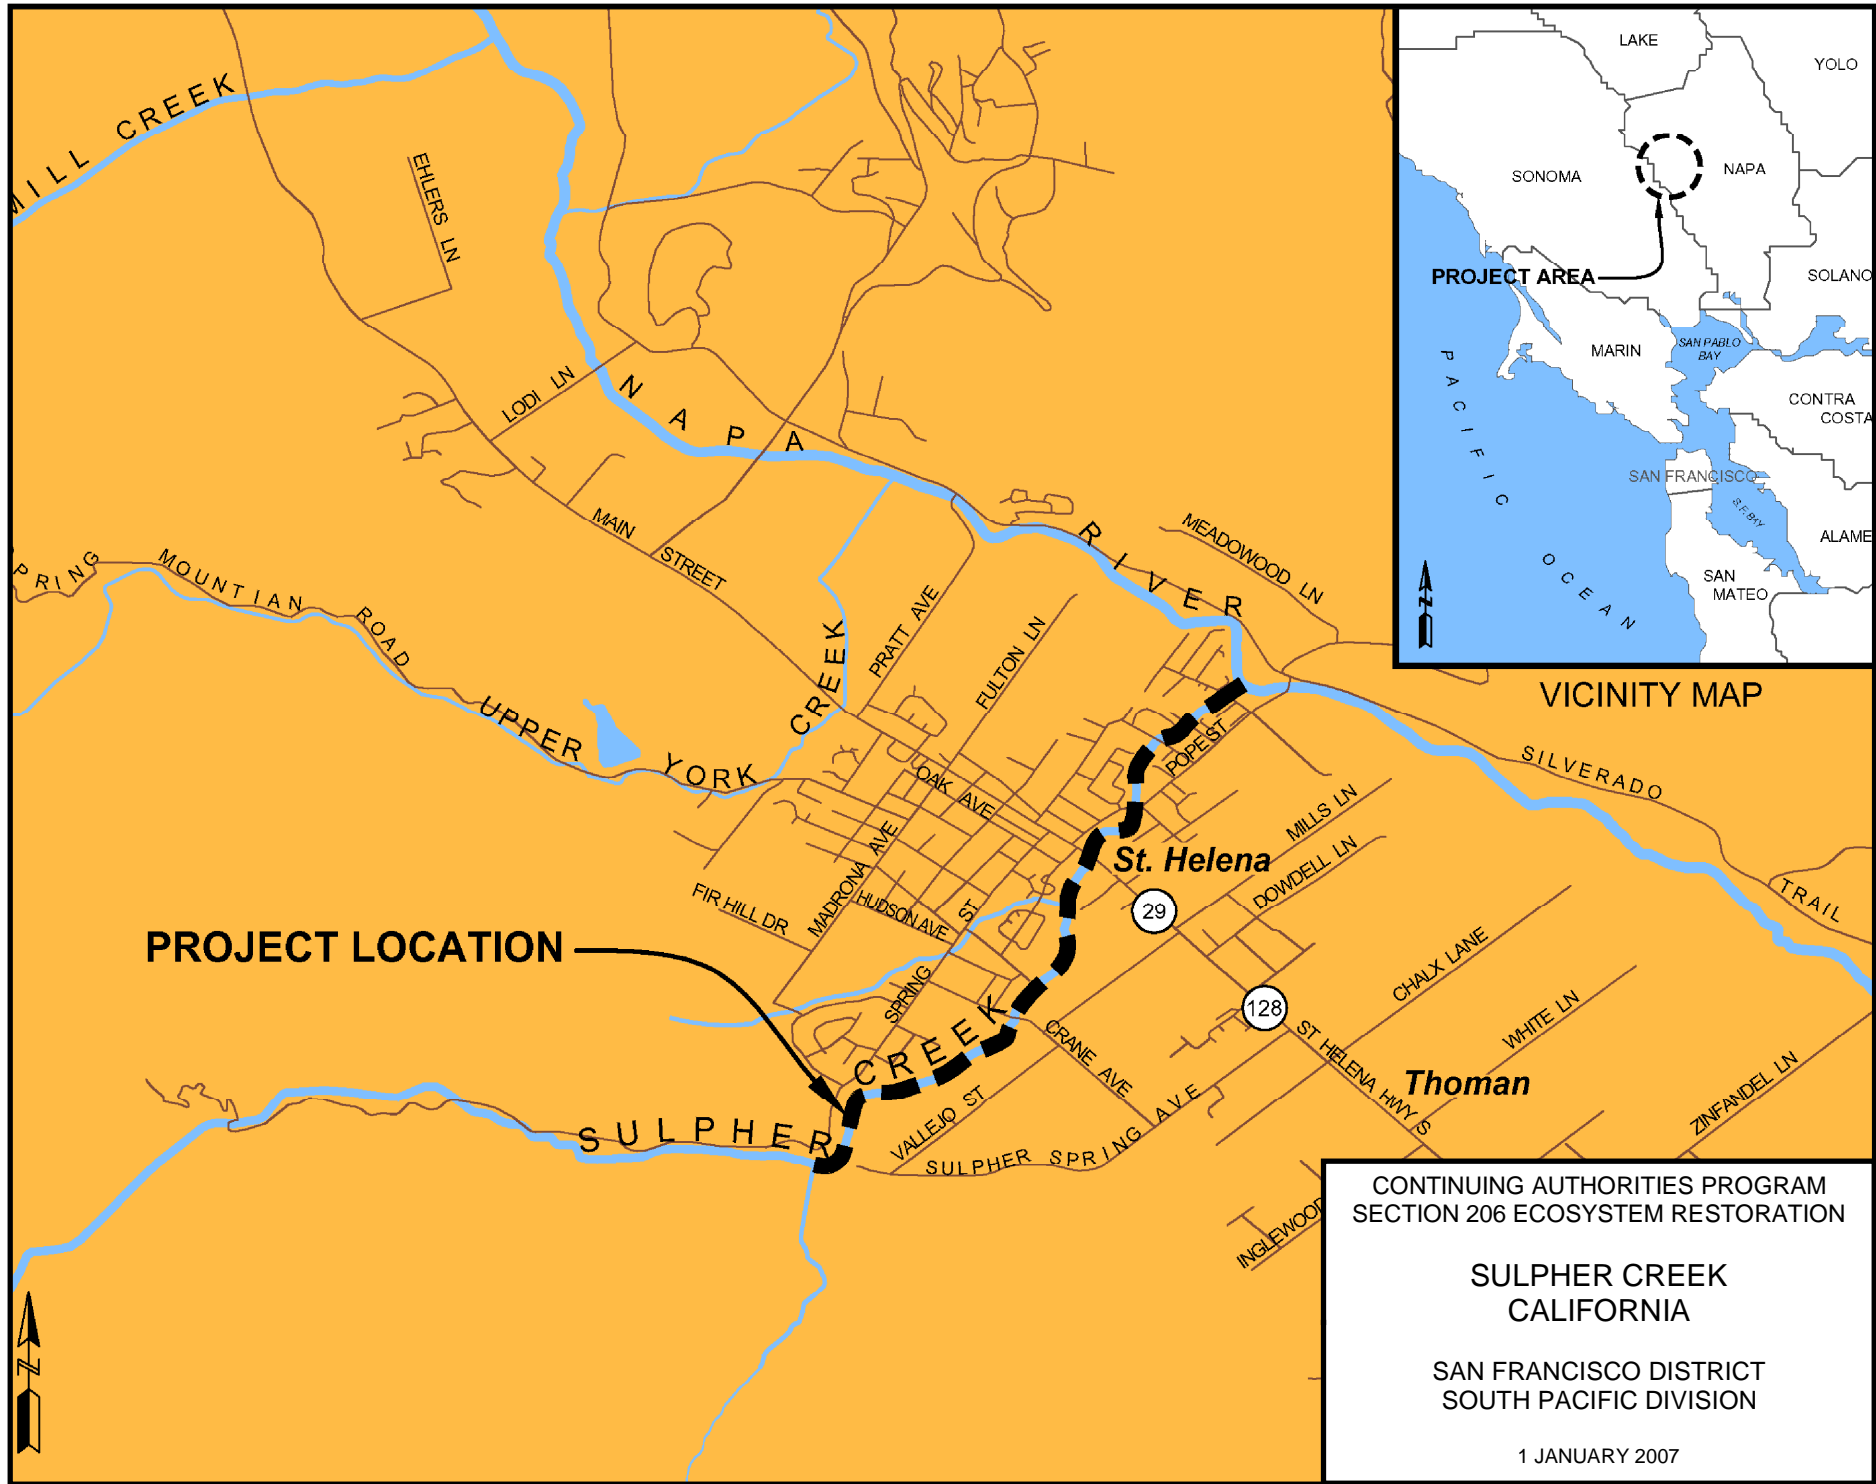 MILL CREEK
EHLERS LN
LODI LN
NAPA RIVER
MAIN STREET
MEADOWOOD LN
PRING MOUNTIAN ROAD
UPPER YORK CREEK
PRATT AVE
FULTON LN
OAK AVE
POPE ST
MADRONA AVE
HUDSON AVE
FIR HILL DR
SPRING ST
St. Helena
29
MILLS LN
DOWDELL LN
SILVERADO TRAIL
PROJECT LOCATION
SULPHER CREEK
CRANE AVE
VALLEJO ST
SULPHER SPRING AVE
128
ST HELENA HWY S
CHALX LANE
WHITE LN
ZINFANDEL LN
Thoman
INGLEWOOD
N
LAKE
YOLO
SONOMA
NAPA
PROJECT AREA
SOLANO
MARIN
SAN PABLO
BAY
CONTRA
COSTA
PACIFIC OCEAN
SAN FRANCISCO
S.F. BAY
ALAME
SAN
MATEO
N
VICINITY MAP
CONTINUING AUTHORITIES PROGRAM
SECTION 206 ECOSYSTEM RESTORATION
SULPHER CREEK
CALIFORNIA
SAN FRANCISCO DISTRICT
SOUTH PACIFIC DIVISION
1 JANUARY 2007